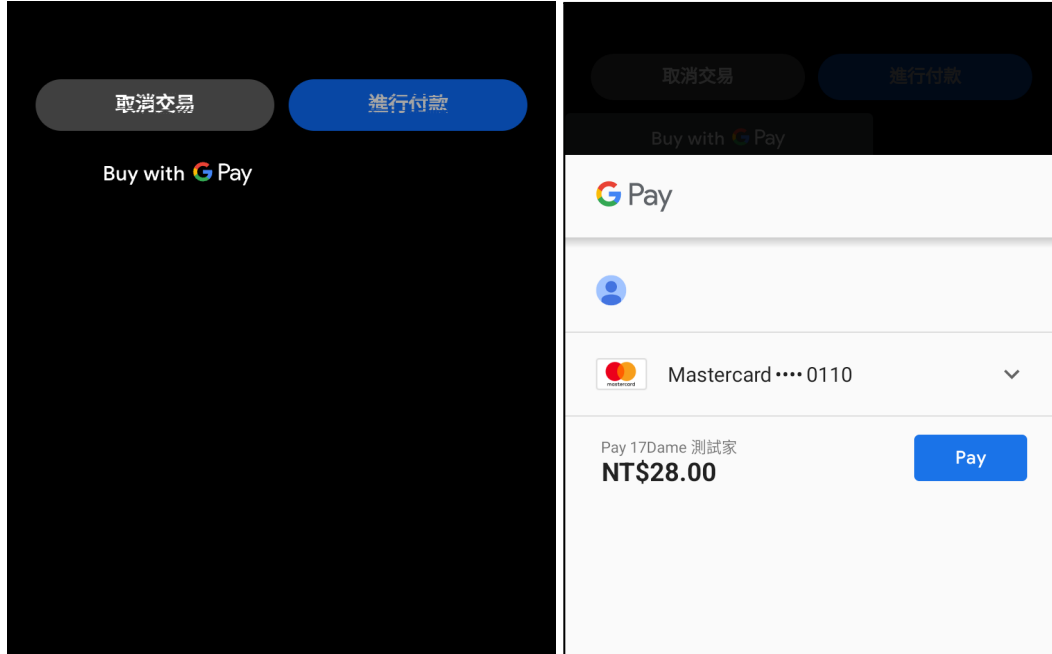 取消交易
進行付款
Buy with G Pay
取消交易
進行付款
Buy with G Pay
G Pay
mastercard
Mastercard •••• 0110
Pay 17Dame 測試家
NT$28.00
Pay